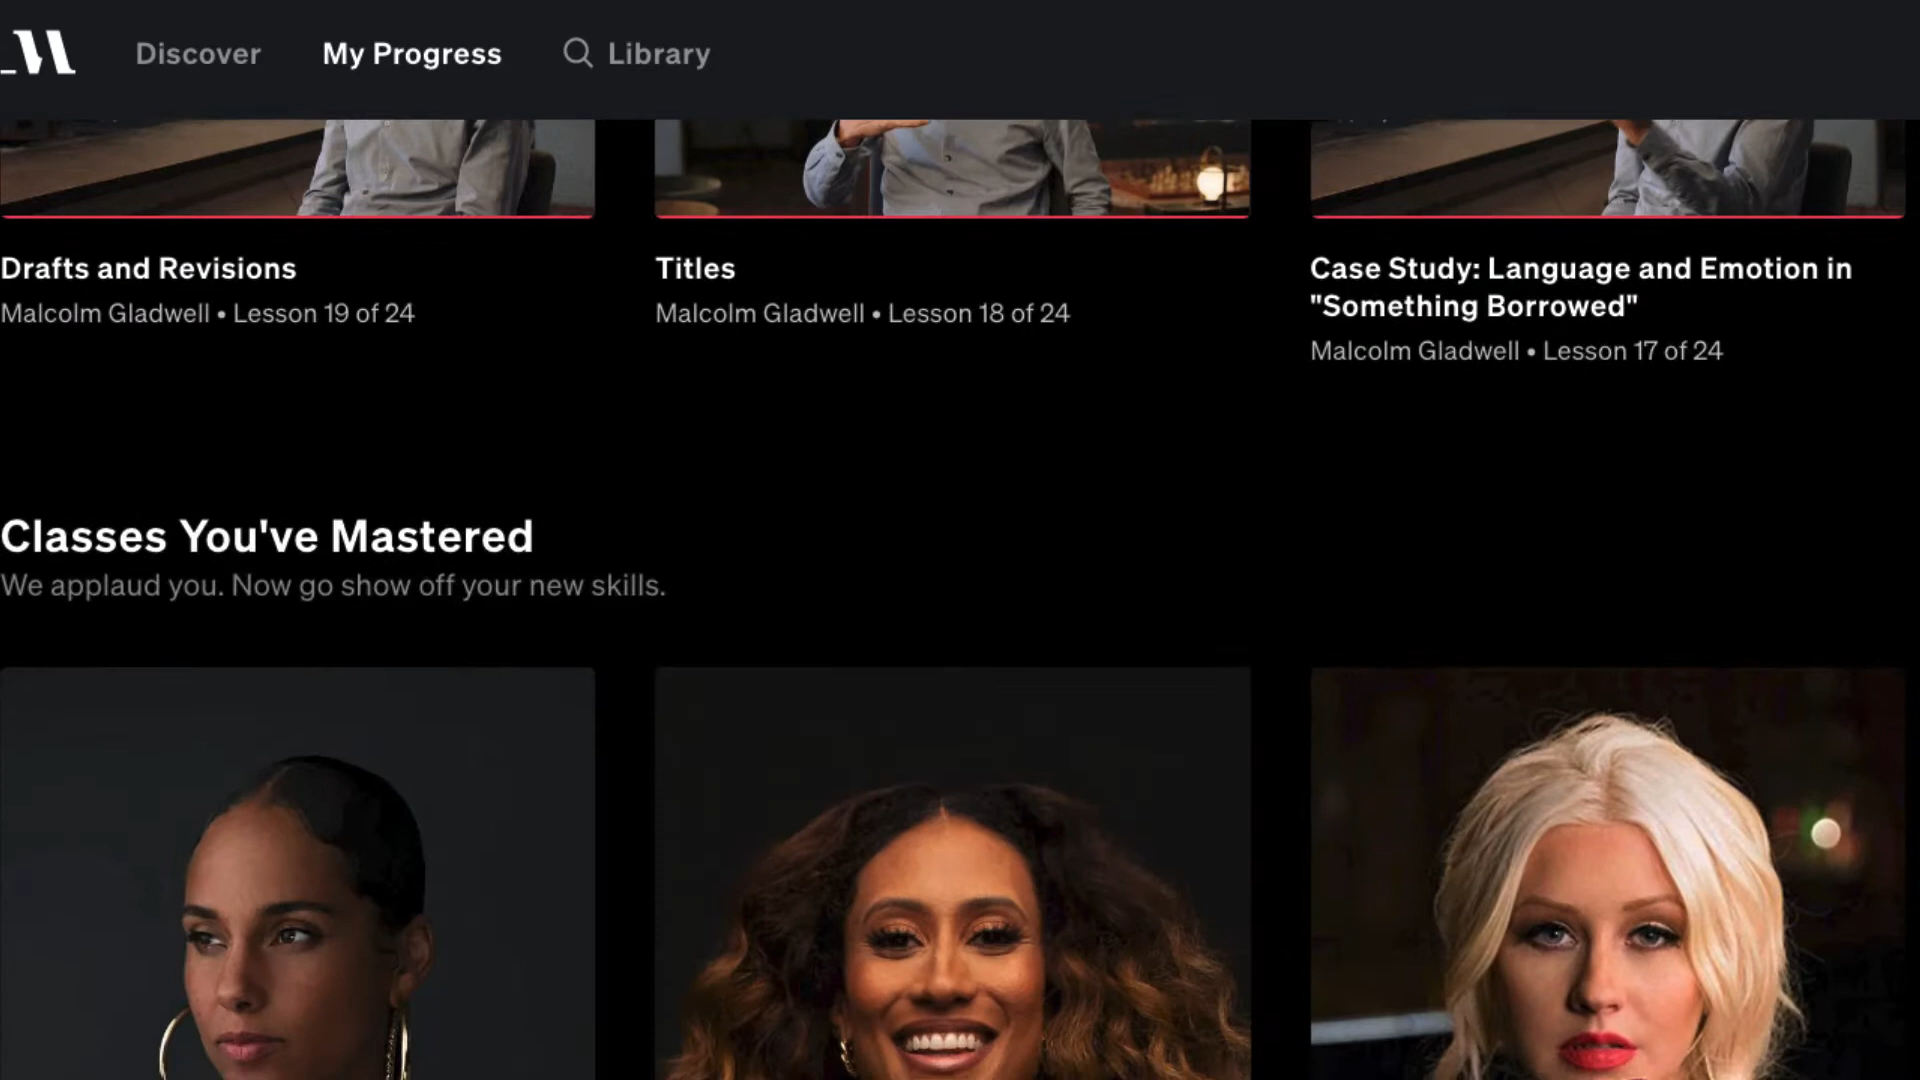 Discover
My Progress
Library
Drafts and Revisions
Malcolm Gladwell • Lesson 19 of 24
Titles
Malcolm Gladwell • Lesson 18 of 24
Case Study: Language and Emotion in
"Something Borrowed"
Malcolm Gladwell • Lesson 17 of 24
Classes You've Mastered
We applaud you. Now go show off your new skills.